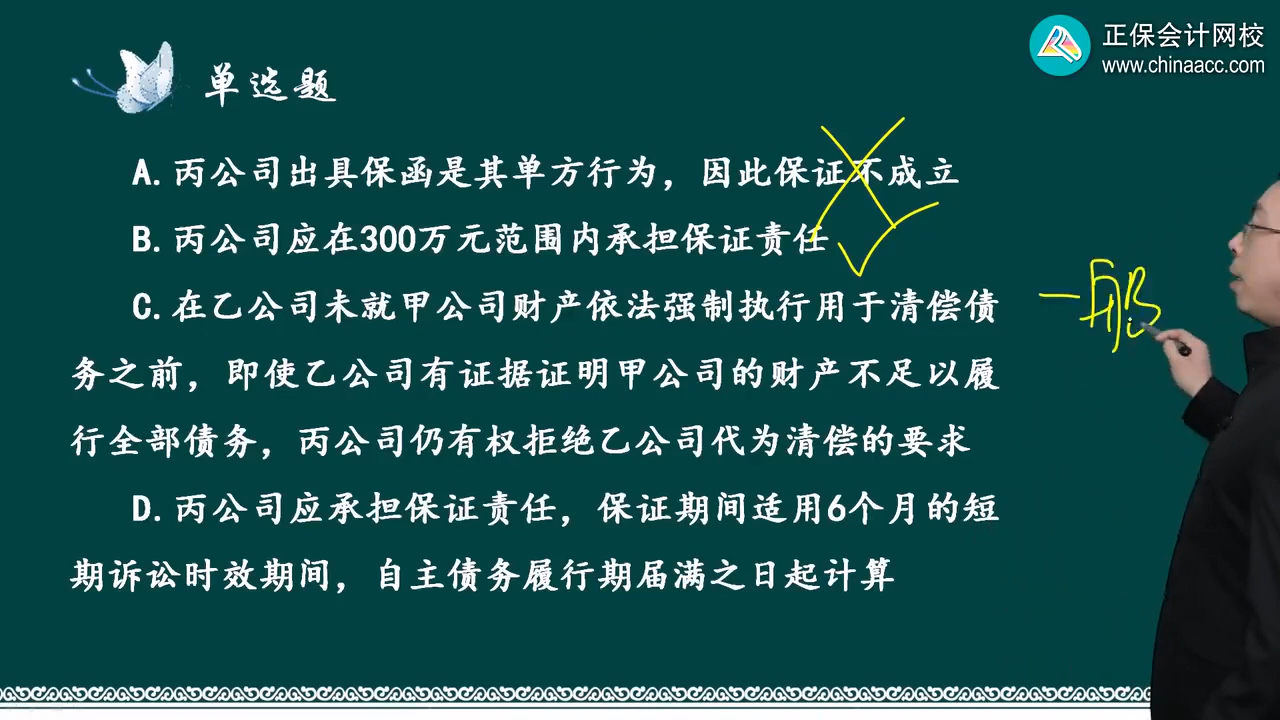 正保会计网校
www.chinaacc.com
单选题
A.丙公司出具保函是其单方行为，因此保证不成立
B.丙公司应在300万元范围内承担保证责任
C.在乙公司未就甲公司财产依法强制执行用于清偿债
务之前，即使乙公司有证据证明甲公司的财产不足以履
行全部债务，丙公司仍有权拒绝乙公司代为清偿的要求
D.丙公司应承担保证责任，保证期间适用6个月的短
期诉讼时效期间，自主债务履行期届满之日起计算
一般